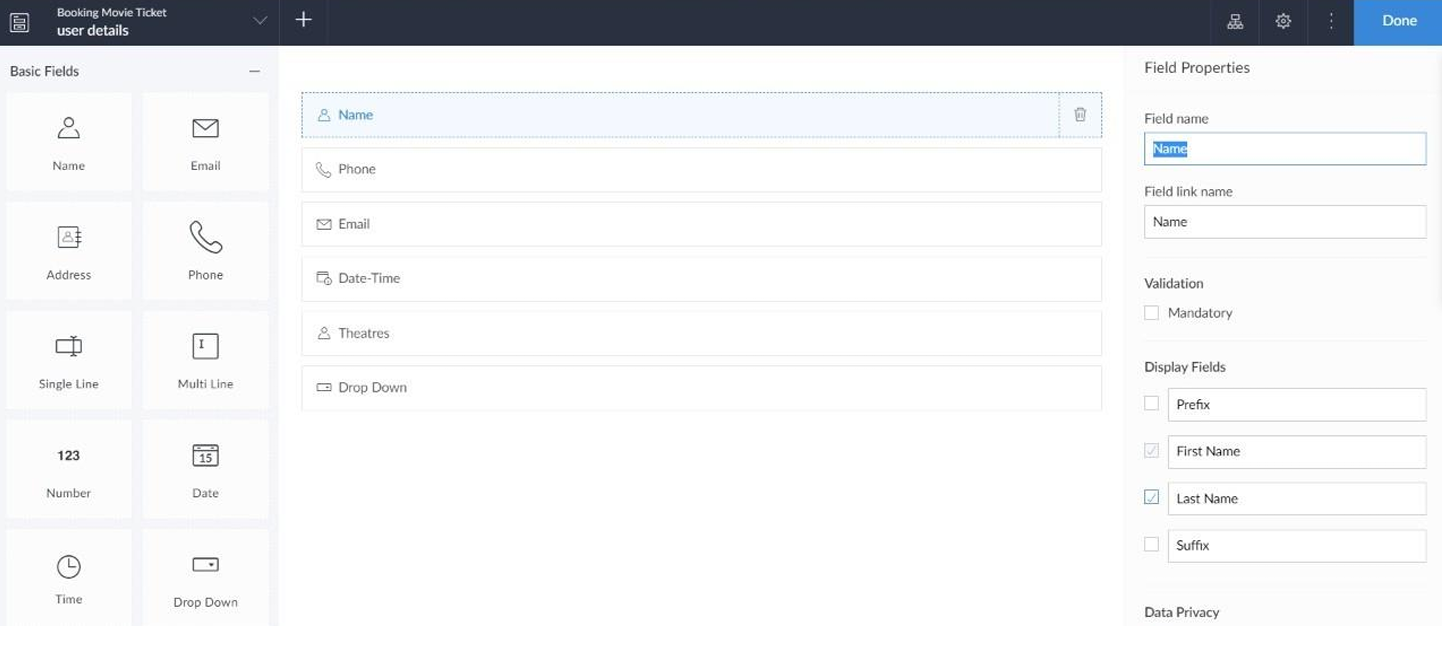 Booking Movie Ticket
user details
Done
Basic Fields
Name
Email
Address
Phone
Single Line
Multi Line
123
Number
15
Date
Time
Drop Down
Name
Phone
Email
Date-Time
Theatres
Drop Down
Field Properties
Field name
Name
Field link name
Name
Validation
Mandatory
Display Fields
Prefix
First Name
Last Name
Suffix
Data Privacy